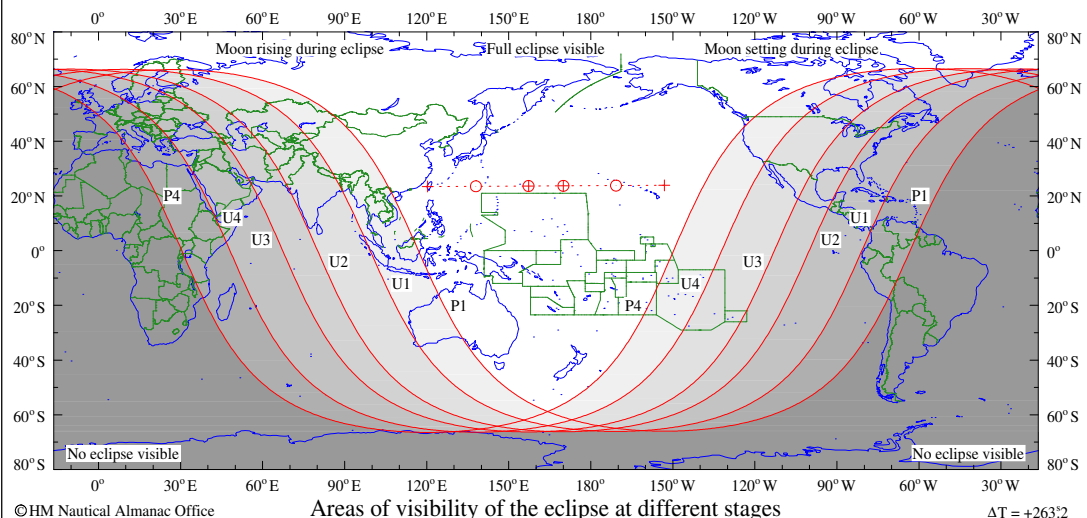 0° 30° E 60° E 90° E 120° E 150° E 180° 150° W 120° W 90° W 60° W 30° W
80° N 80° N
Moon rising during eclipse Full eclipse visible Moon setting during eclipse
60° N 60° N
40° N 40° N
20° N P4 P1 20° N
U4 U1
U3 U2
0° 0°
U2 U3
U1 U4
P1 P4
20° S 20° S
40° S 40° S
60° S 60° S
No eclipse visible No eclipse visible
80° S 80° S
0° 30° E 60° E 90° E 120° E 150° E 180° 150° W 120° W 90° W 60° W 30° W
©HM Nautical Almanac Office Areas of visibility of the eclipse at different stages ΔT = +263ˢ.2